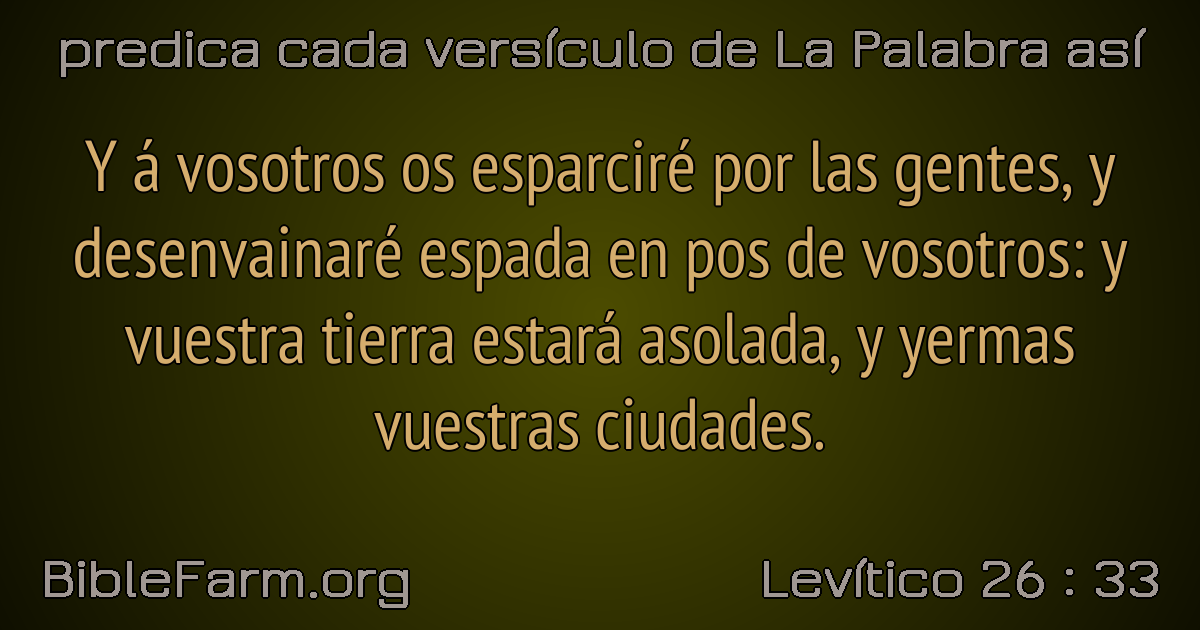 predica cada versículo de La Palabra así
Y á vosotros os esparciré por las gentes, y
desenvainaré espada en pos de vosotros: y
vuestra tierra estará asolada, y yermas
vuestras ciudades.
BibleFarm.org
Levítico 26 : 33